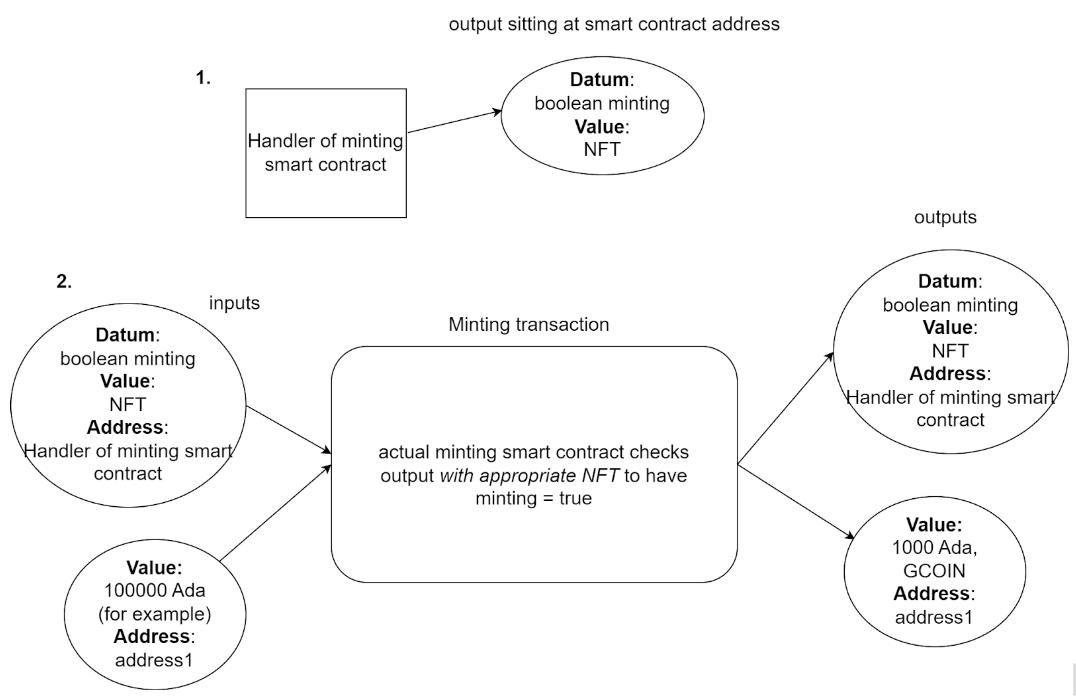 output sitting at smart contract address
1.
Datum:
boolean minting
Value:
NFT
Handler of minting
smart contract
outputs
2.
inputs
Minting transaction
Datum:
boolean minting
Value:
NFT
Address:
Handler of minting smart
contract
Value:
100000 Ada
(for example)
Address:
address1
actual minting smart contract checks
output with appropriate NFT to have
minting = true
Datum:
boolean minting
Value:
NFT
Address:
Handler of minting smart
contract
Value:
1000 Ada,
GCOIN
Address:
address1